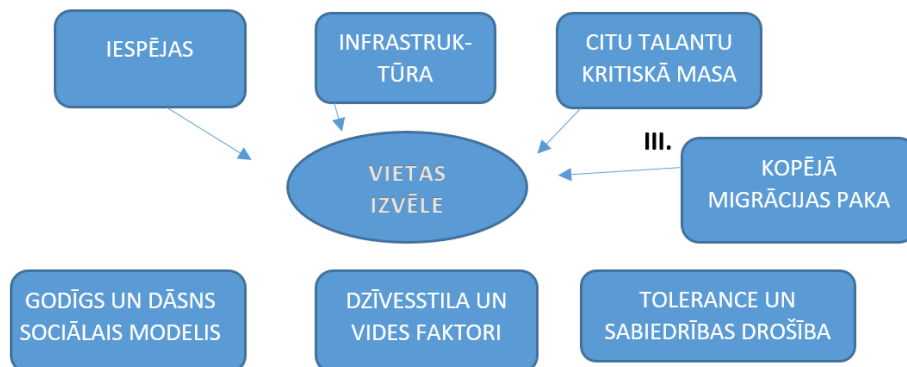 IESPĒJAS
INFRASTRUK-
TŪRA
CITU TALANTU
KRITISKĀ MASA
III.
VIETAS
IZVĒLE
KOPĒJĀ
MIGRĀCIJAS PAKA
GODĪGS UN DĀSNS
SOCIĀLAIS MODELIS
DZĪVESSTILA UN
VIDES FAKTORI
TOLERANCE UN
SABIEDRĪBAS DROŠĪBA